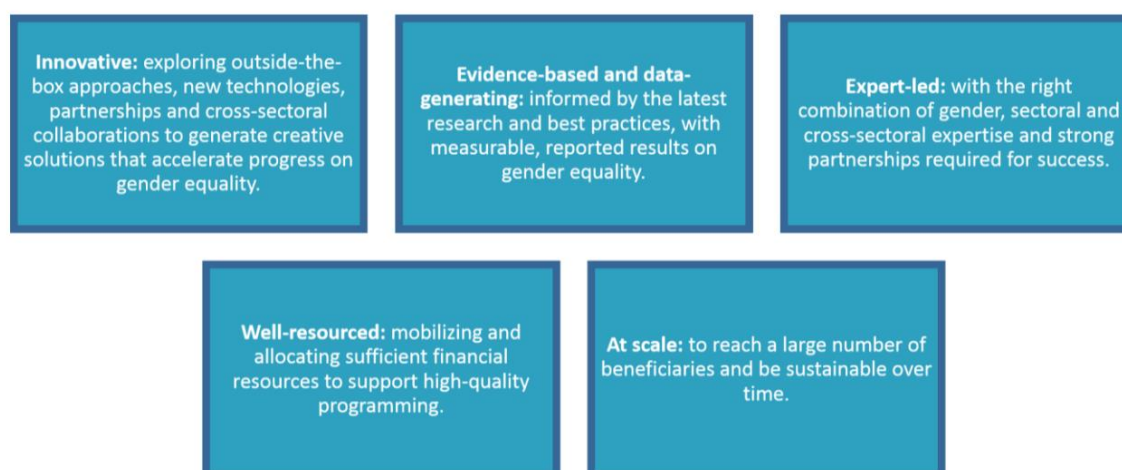 Innovative: exploring outside-the-
box approaches, new technologies,
partnerships and cross-sectoral
collaborations to generate creative
solutions that accelerate progress on
gender equality.
Evidence-based and data-
generating: informed by the latest
research and best practices, with
measurable, reported results on
gender equality.
Expert-led: with the right
combination of gender, sectoral and
cross-sectoral expertise and strong
partnerships required for success.
Well-resourced: mobilizing and
allocating sufficient financial
resources to support high-quality
programming.
At scale: to reach a large number of
beneficiaries and be sustainable over
time.